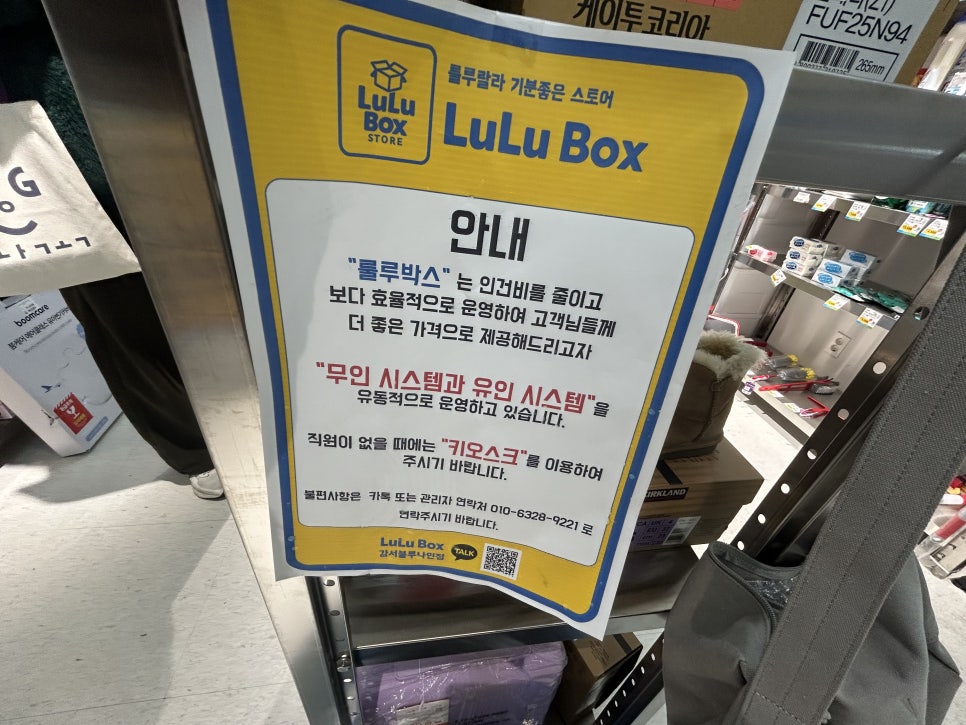 케이투코리아
FUF25N94
265mm
LuLu
BOX
STORE
룰루랄라 기분좋은 스토어
LuLu Box
안내
"룰루박스" 는 인건비를 줄이고
보다 효율적으로 운영하여 고객님들께
더 좋은 가격으로 제공해드리고자
"무인 시스템과 유인 시스템"을
유동적으로 운영하고 있습니다.
직원이 없을 때에는 "키오스크"를 이용하여
주시기 바랍니다.
불편사항은 카톡 또는 관리자 연락처 010-6328-9221 로
연락주시기 바랍니다.
LuLu Box
강서블루나인점
TALK
boomcare
KIRKLAND